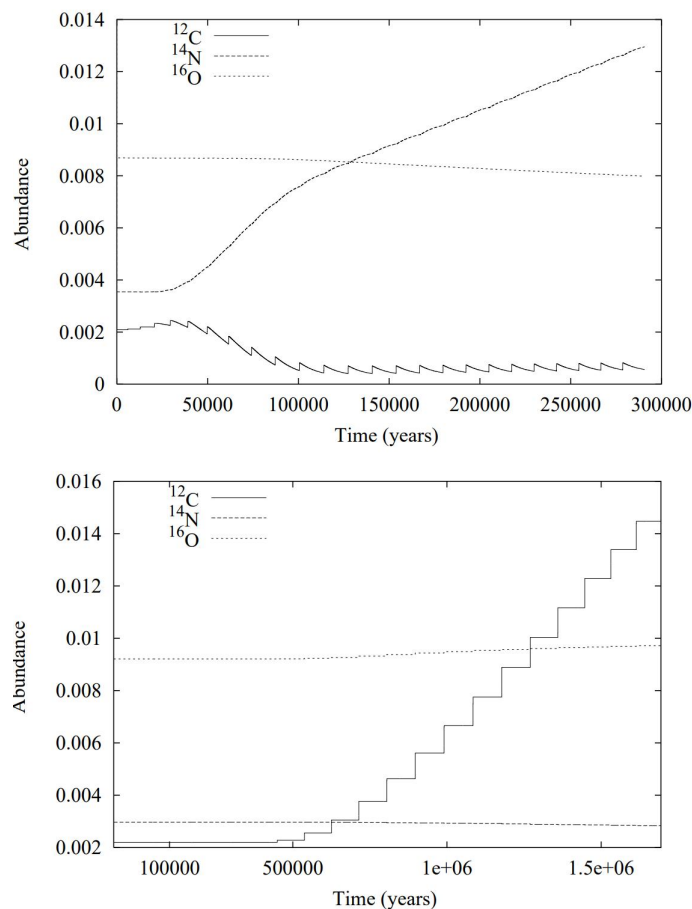 0.014
0.012
0.01
0.008
0.006
0.004
0.002
0
Abundance
¹²C
¹⁴N
¹⁶O
0 50000 100000 150000 200000 250000 300000
Time (years)
0.016
0.014
0.012
0.01
0.008
0.006
0.004
0.002
Abundance
¹²C
¹⁴N
¹⁶O
100000 500000 1e+06 1.5e+06
Time (years)